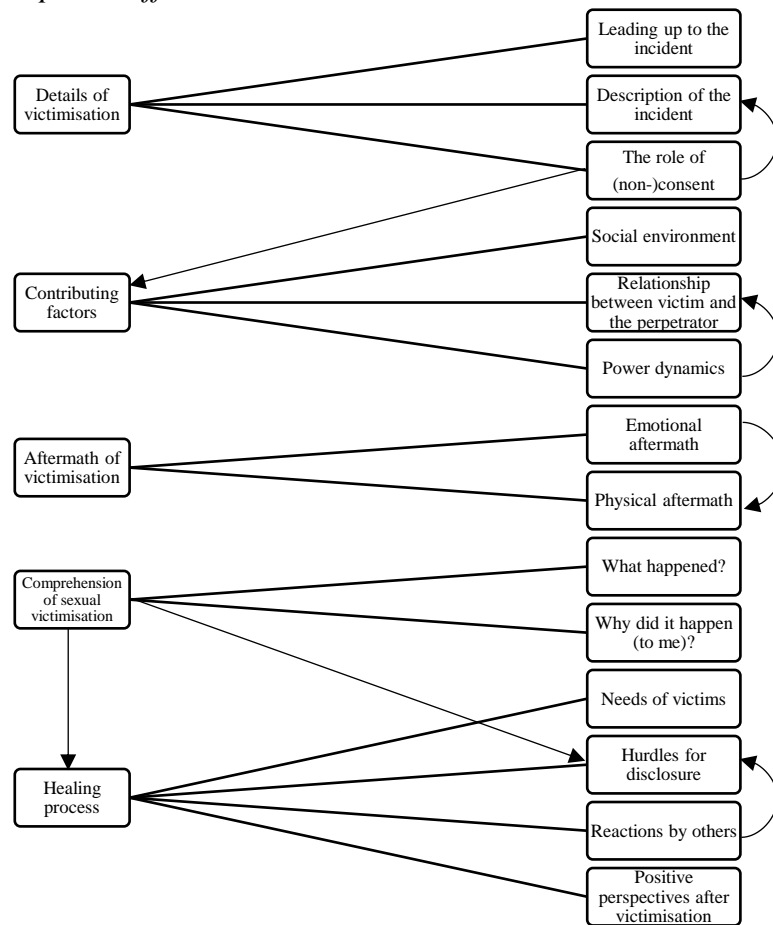 Leading up to the
incident
Details of
victimisation
Description of the
incident
The role of
(non-)consent
Social environment
Contributing
factors
Relationship
between victim and
the perpetrator
Power dynamics
Emotional
aftermath
Aftermath of
victimisation
Physical aftermath
What happened?
Comprehension
of sexual
victimisation
Why did it happen
(to me)?
Needs of victims
Hurdles for
disclosure
Healing
process
Reactions by others
Positive
perspectives after
victimisation